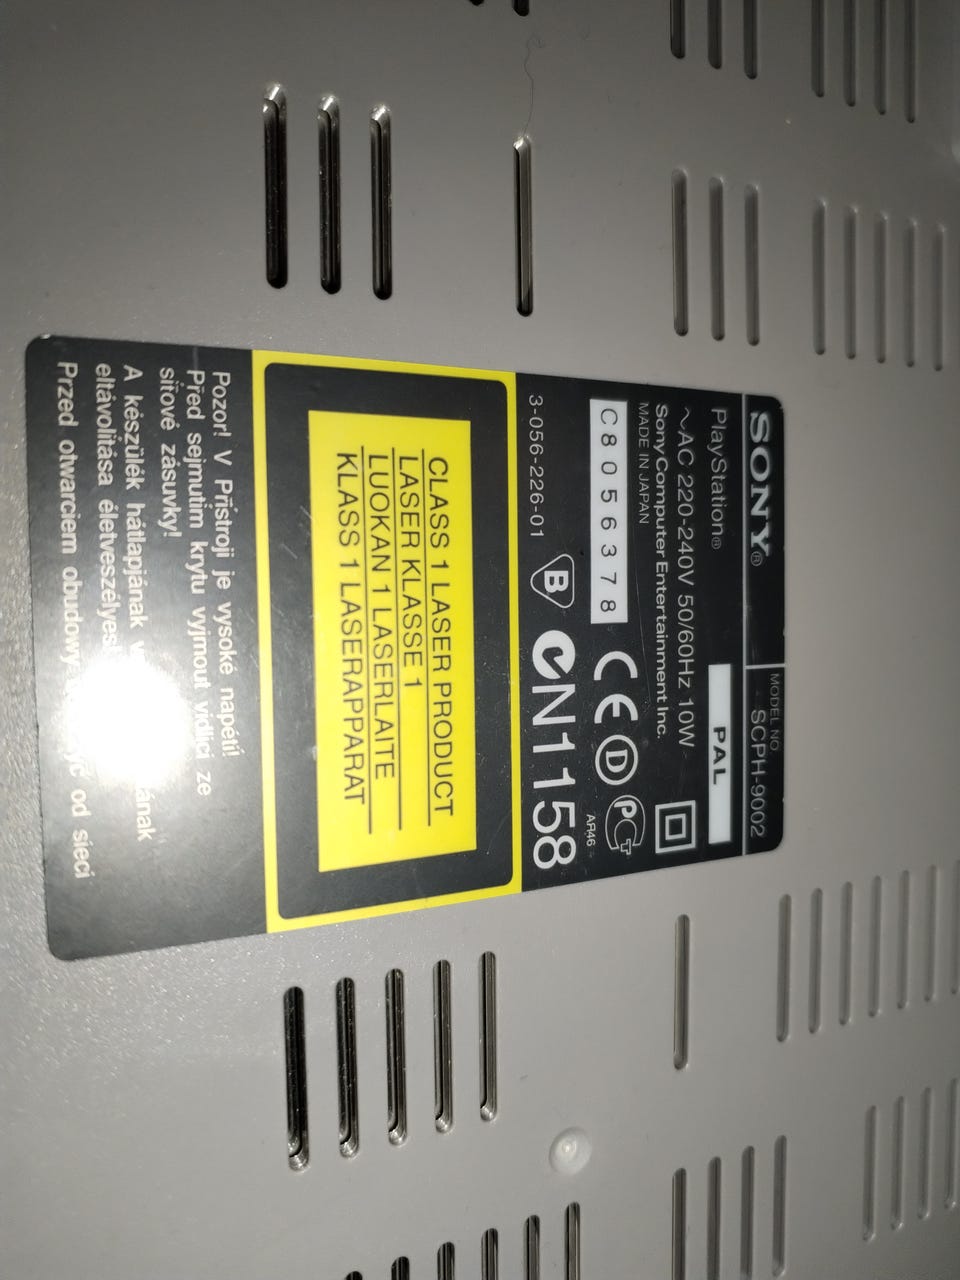 SONY®
MODEL NO.
SCPH-9002
PlayStation®
PAL
~AC 220-240V 50/60Hz 10W
Sony Computer Entertainment Inc.
MADE IN JAPAN
C8056378
CE D PC
AR46
3-056-226-01
B
N1158
CLASS 1 LASER PRODUCT
LASER KLASSE 1
LUOKAN 1 LASERLAITE
KLASS 1 LASERAPPARAT
Pozor! V Přístroji je vysoké napětí!
Před sejmutím krytu vyjmout vidlici ze
síťové zásuvky!
A készülék hátlapjának
eltávolítása életveszélyes!
Przed otwarciem obudowy od sieci